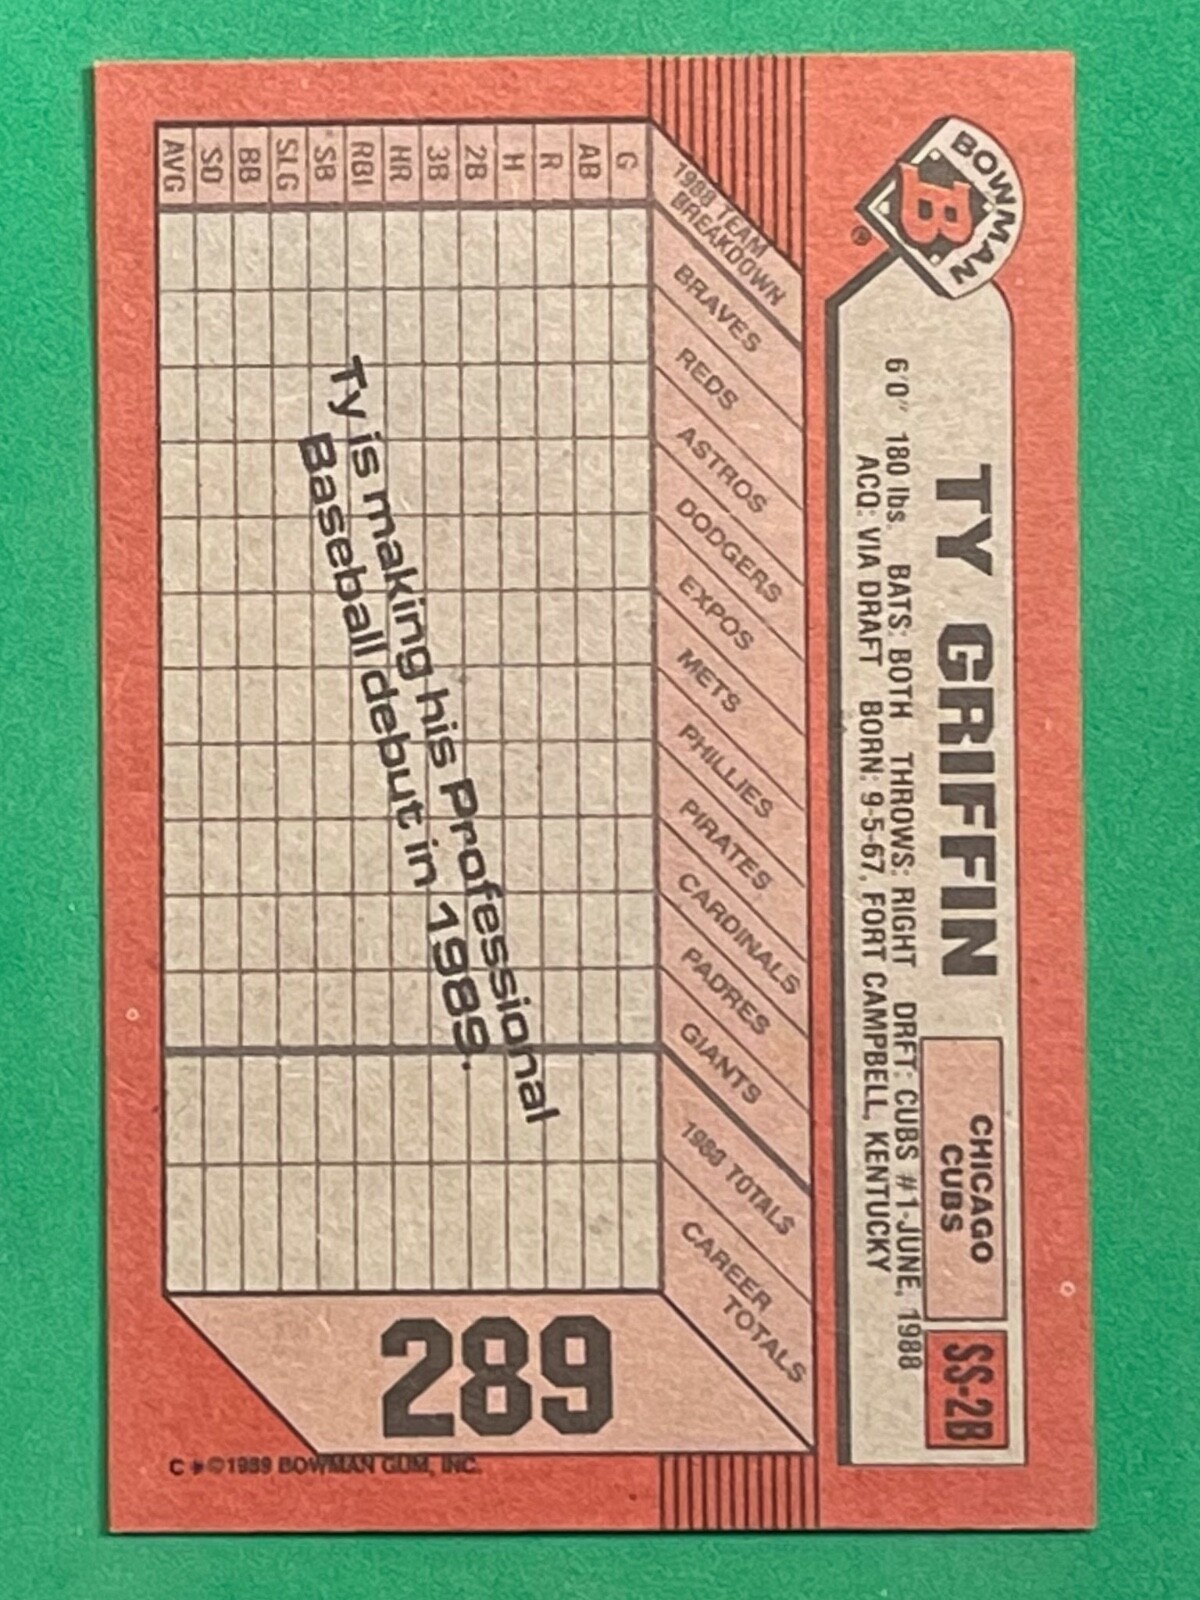 BOWMAN
B
®
TY GRIFFIN
CHICAGO
CUBS
SS-2B
6'0" 180 lbs. BATS: BOTH THROWS: RIGHT DRFT: CUBS #1-JUNE, 1988
ACQ: VIA DRAFT BORN: 9-5-67, FORT CAMPBELL, KENTUCKY
1988 TEAM
BREAKDOWN
BRAVES
REDS
ASTROS
DODGERS
EXPOS
METS
PHILLIES
PIRATES
CARDINALS
PADRES
GIANTS
1988 TOTALS
CAREER
TOTALS
G
AB
R
H
2B
3B
HR
RBI
SB
SLG
BB
SO
AVG
Ty is making his Professional
Baseball debut in 1989.
289
C * ©1989 BOWMAN GUM, INC.